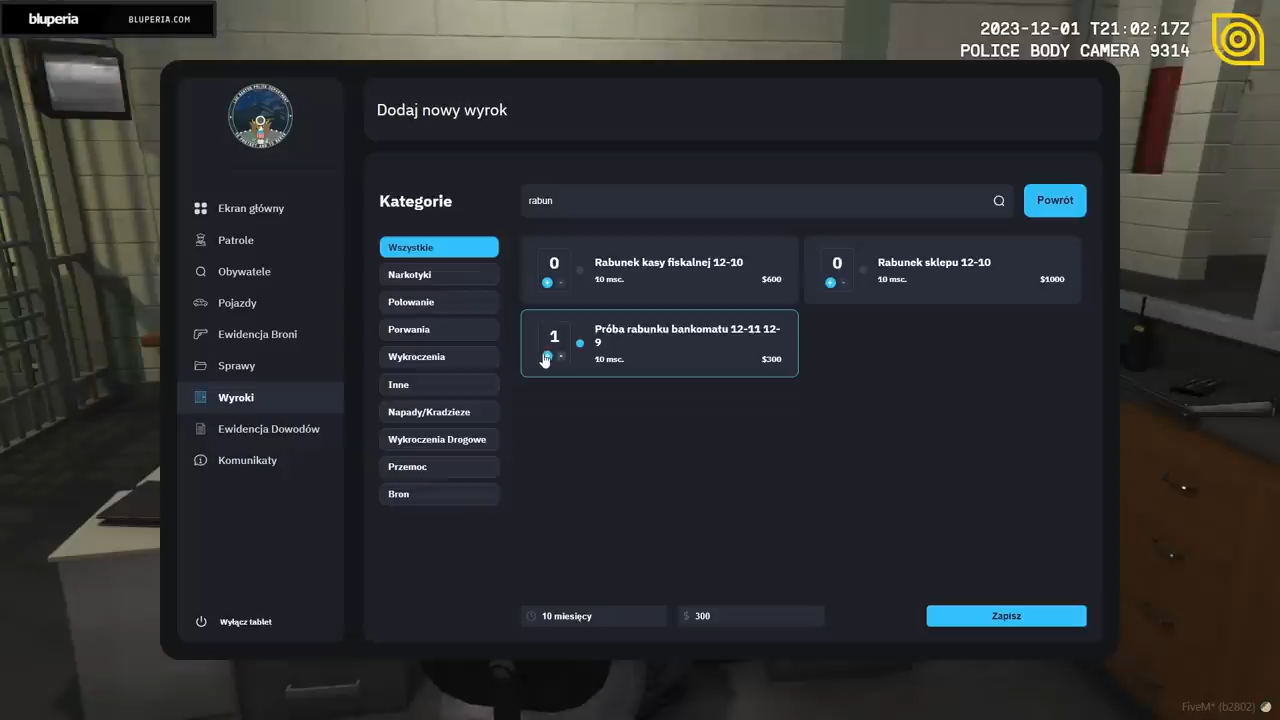 bluperia
BLUPERIA.COM
2023-12-01 T21:02:17Z
POLICE BODY CAMERA 9314
Dodaj nowy wyrok
Ekran główny
Patrole
Obywatele
Pojazdy
Ewidencja Broni
Sprawy
Wyroki
Ewidencja Dowodów
Komunikaty
Wyłącz tablet
Kategorie
Wszystkie
Narkotyki
Polowanie
Porwania
Wykroczenia
Inne
Napady/Kradzieze
Wykroczenia Drogowe
Przemoc
Bron
rabun
Powrót
0
+ -
Rabunek kasy fiskalnej 12-10
10 msc. $600
0
+ -
Rabunek sklepu 12-10
10 msc. $1000
1
-
Próba rabunku bankomatu 12-11 12-
9
10 msc. $300
10 miesięcy
$ 300
Zapisz
FiveM* (b2802)